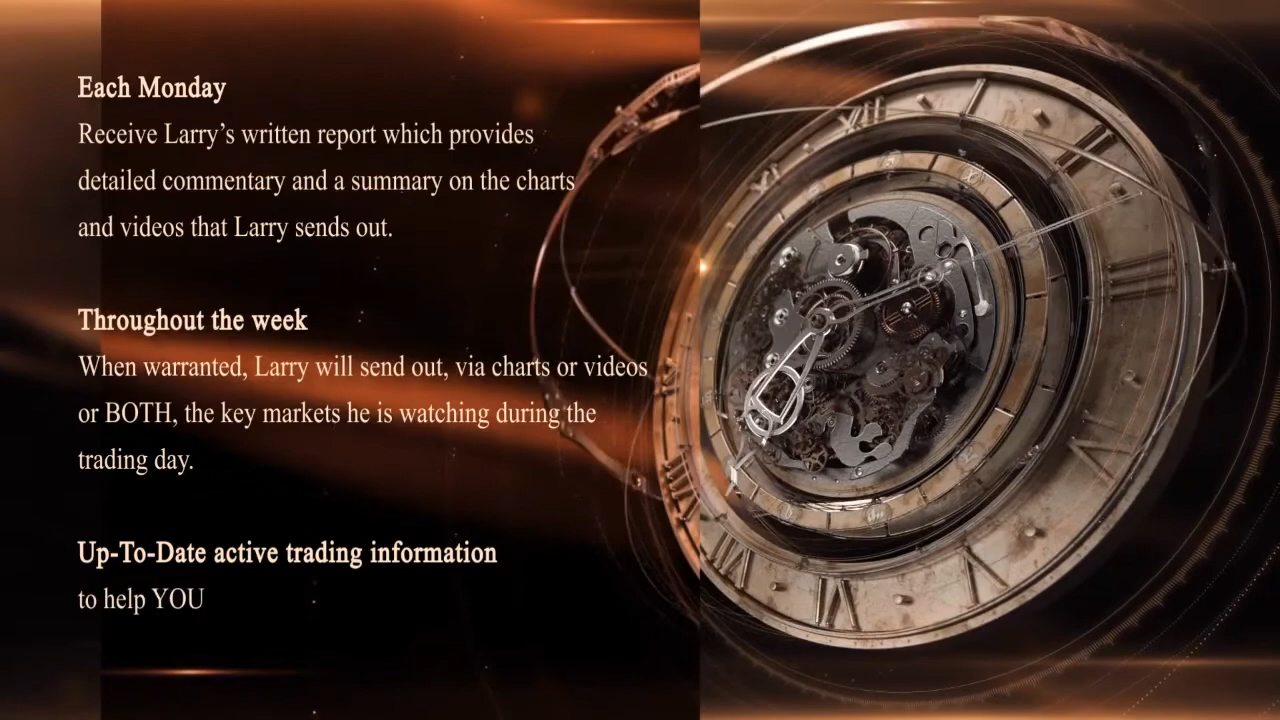 Each Monday
Receive Larry’s written report which provides
detailed commentary and a summary on the charts
and videos that Larry sends out.
Throughout the week
When warranted, Larry will send out, via charts or videos
or BOTH, the key markets he is watching during the
trading day.
Up-To-Date active trading information
to help YOU